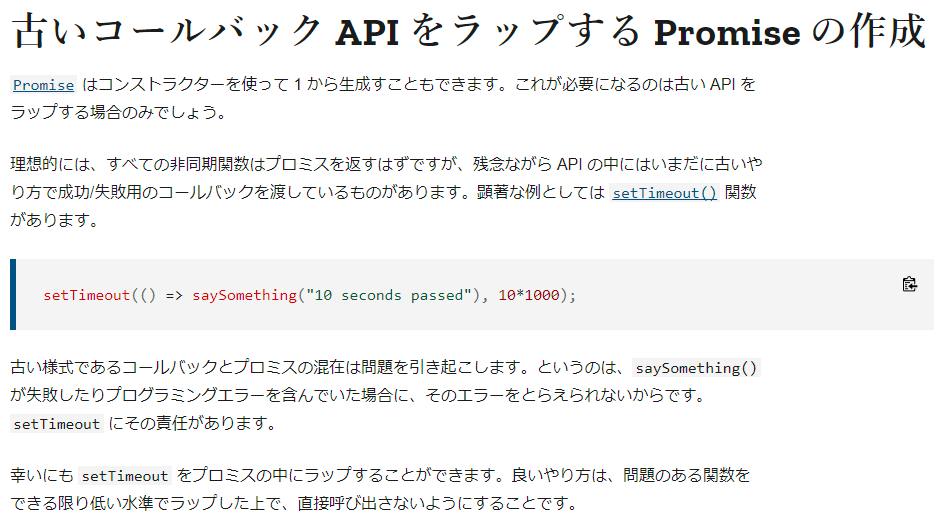 古いコールバック API をラップする Promise の作成
Promise はコンストラクターを使って 1 から生成すこともできます。これが必要になるのは古い API を
ラップする場合のみでしょう。
理想的には、すべての非同期関数はプロミスを返すはずですが、残念ながら API の中にはいまだに古いや
り方で成功/失敗用のコールバックを渡しているものがあります。顕著な例としては setTimeout() 関数
があります。
setTimeout(() => saySomething("10 seconds passed"), 10*1000);
古い様式であるコールバックとプロミスの混在は問題を引き起こします。というのは、saySomething()
が失敗したりプログラミングエラーを含んでいた場合に、そのエラーをとらえられないからです。
setTimeout にその責任があります。
幸いにも setTimeout をプロミスの中にラップすることができます。良いやり方は、問題のある関数を
できる限り低い水準でラップした上で、直接呼び出さないようにすることです。